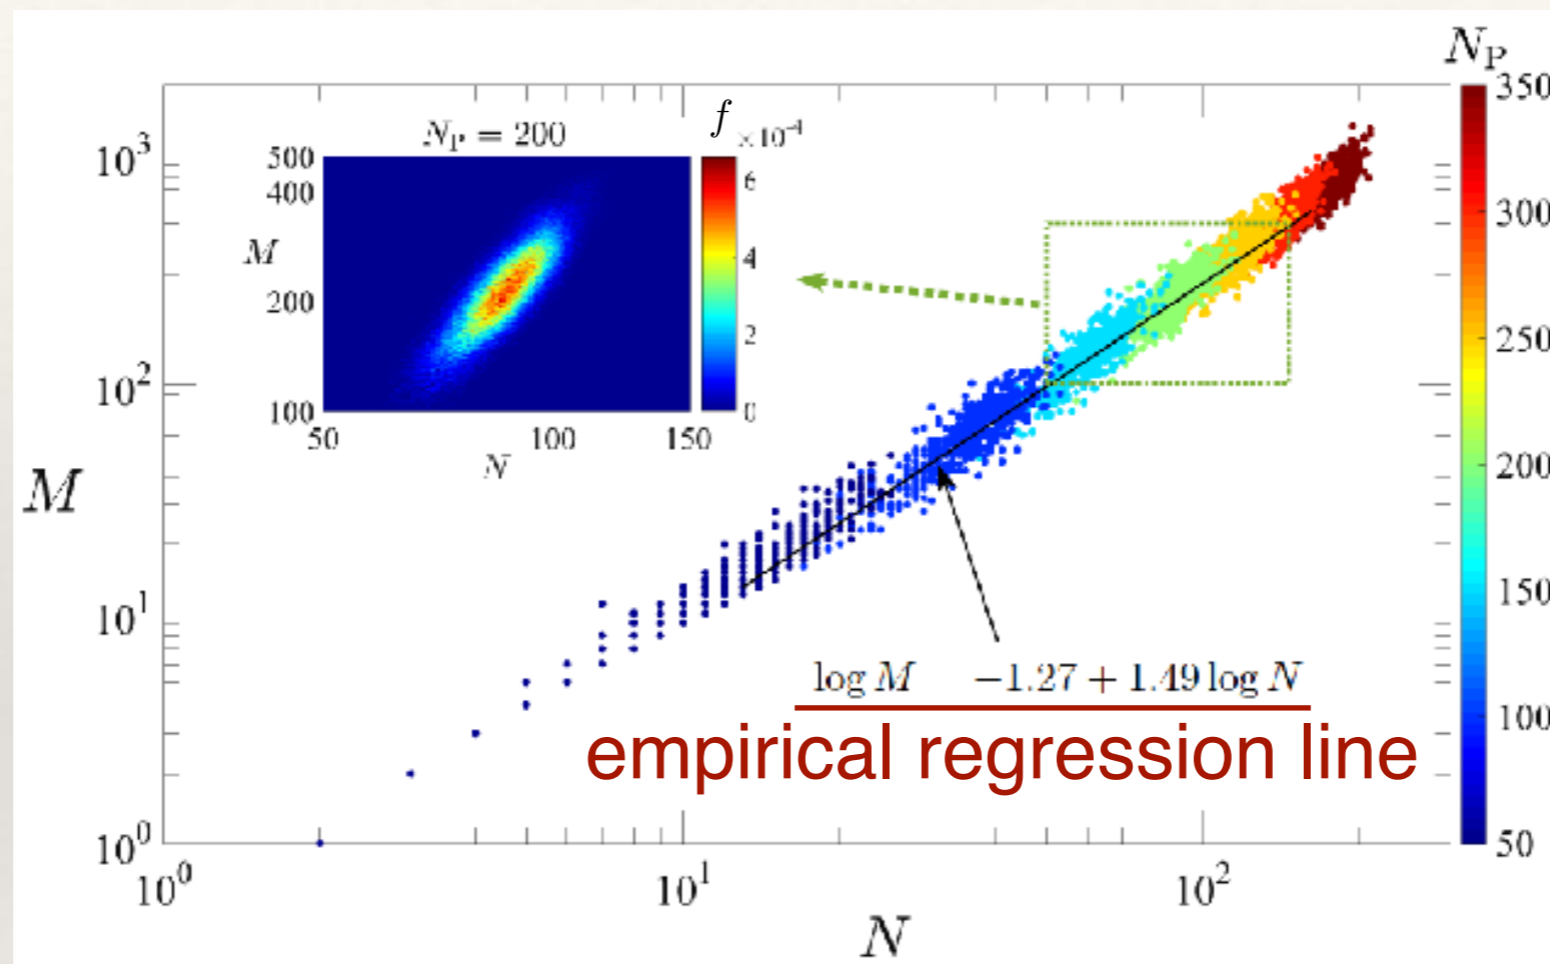 N_P
350
f ×10^-4
N_P = 200
10^3
500
6
400
300
M
4
250
200
2
200
10^2
100
0
50 100 150
N
150
M
10^1
log M −1.27 + 1.49 log N
100
empirical regression line
10^0
50
10^0 10^1 10^2
N